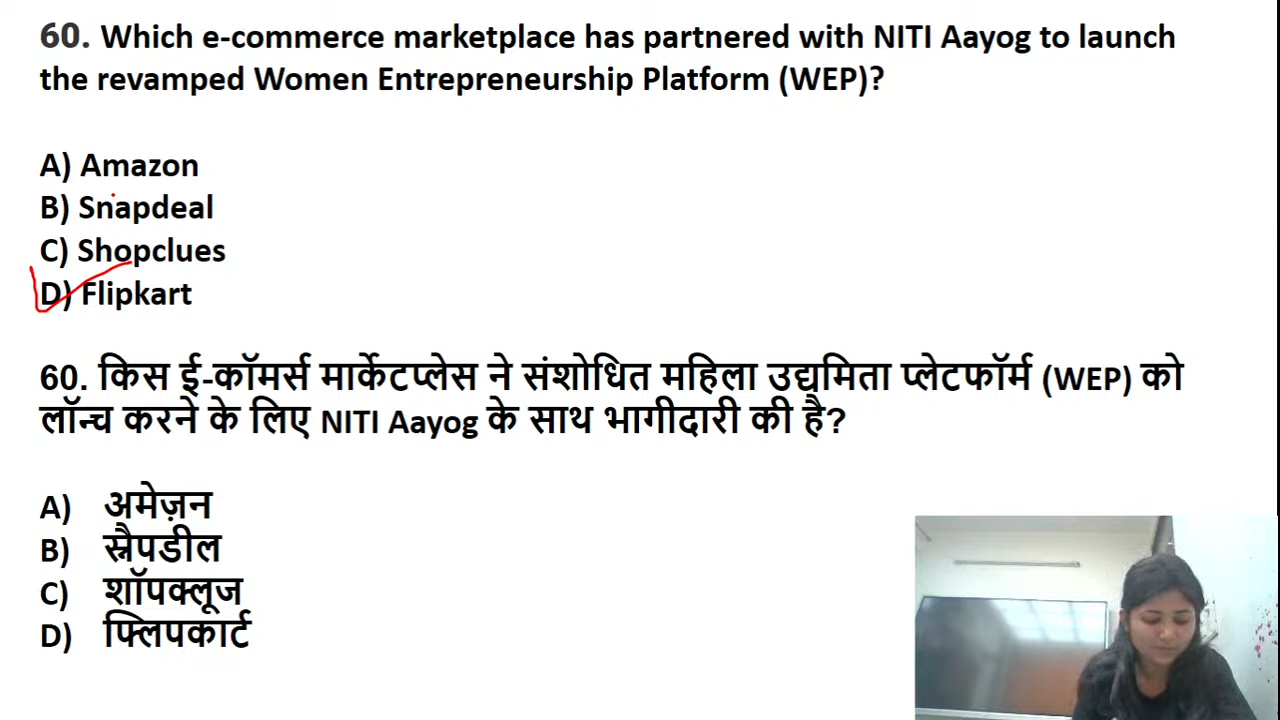 60. Which e-commerce marketplace has partnered with NITI Aayog to launch
the revamped Women Entrepreneurship Platform (WEP)?
A) Amazon
B) Snapdeal
C) Shopclues
D) Flipkart
60. किस ई-कॉमर्स मार्केटप्लेस ने संशोधित महिला उद्यमिता प्लेटफॉर्म (WEP) को
लॉन्च करने के लिए NITI Aayog के साथ भागीदारी की है?
A) अमेज़न
B) स्नैपडील
C) शॉपक्लूज
D) फ्लिपकार्ट